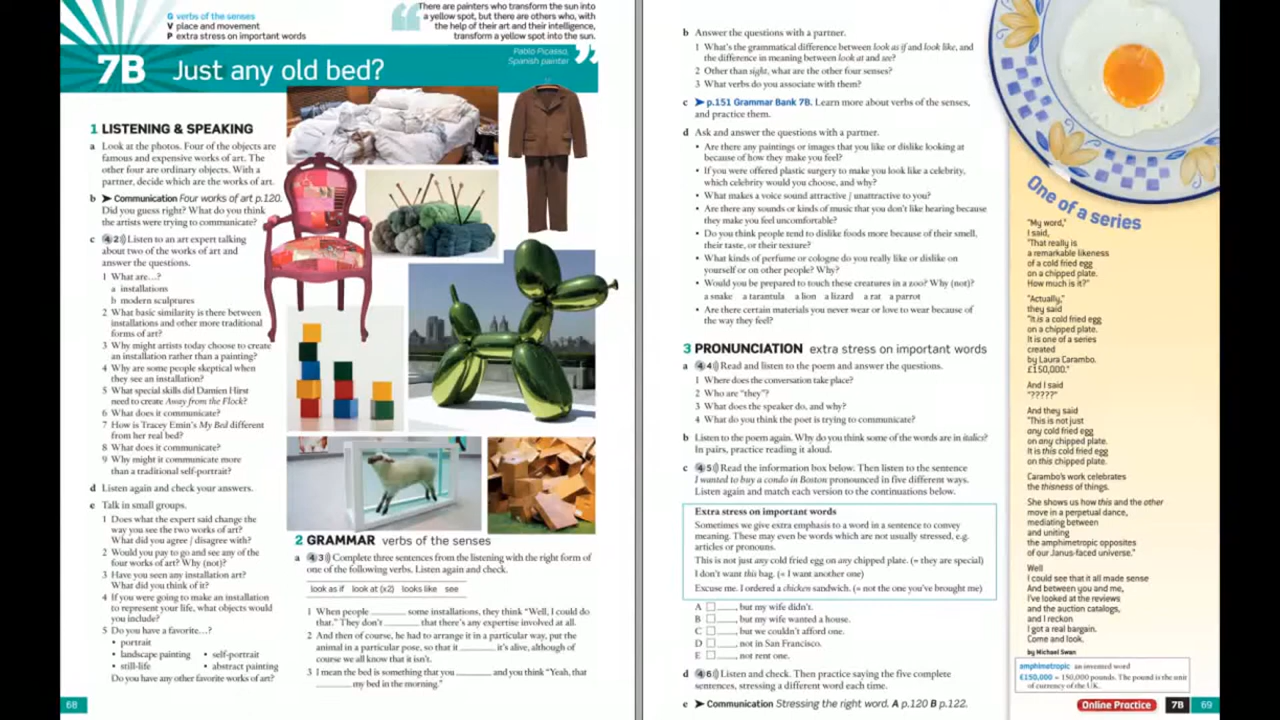 G verbs of the senses
V place and movement
P extra stress on important words
There are painters who transform the sun into
a yellow spot, but there are others who, with
the help of their art and their intelligence,
transform a yellow spot into the sun.
Pablo Picasso,
Spanish painter
7B Just any old bed?
1 LISTENING & SPEAKING
a Look at the photos. Four of the objects are
famous and expensive works of art. The
other four are ordinary objects. With a
partner, decide which are the works of art.
b ➤ Communication Four works of art p.120.
Did you guess right? What do you think
the artists were trying to communicate?
c 4 2)) Listen to an art expert talking
about two of the works of art and
answer the questions.
1 What are…?
a installations
b modern sculptures
2 What basic similarity is there between
installations and other more traditional
forms of art?
3 Why might artists today choose to create
an installation rather than a painting?
4 Why are some people skeptical when
they see an installation?
5 What special skills did Damien Hirst
need to create Away from the Flock?
6 What does it communicate?
7 How is Tracey Emin's My Bed different
from her real bed?
8 What does it communicate?
9 Why might it communicate more
than a traditional self-portrait?
d Listen again and check your answers.
e Talk in small groups.
1 Does what the expert said change the
way you see the two works of art?
What did you agree / disagree with?
2 Would you pay to go and see any of the
four works of art? Why (not)?
3 Have you seen any installation art?
What did you think of it?
4 If you were going to make an installation
to represent your life, what objects would
you include?
5 Do you have a favorite…?
• portrait
• landscape painting • self-portrait
• still-life • abstract painting
Do you have any other favorite works of art?
68
2 GRAMMAR verbs of the senses
a 4 3)) Complete three sentences from the listening with the right form of
one of the following verbs. Listen again and check.
look as if look at (x2) looks like see
1 When people ______ some installations, they think "Well, I could do
that." They don't ______ that there's any expertise involved at all.
2 And then of course, he had to arrange it in a particular way, put the
animal in a particular pose, so that it ______ it's alive, although of
course we all know that it isn't.
3 I mean the bed is something that you ______ and you think "Yeah, that
______ my bed in the morning."
b Answer the questions with a partner.
1 What's the grammatical difference between look as if and look like, and
the difference in meaning between look at and see?
2 Other than sight, what are the other four senses?
3 What verbs do you associate with them?
c ➤ p.151 Grammar Bank 7B. Learn more about verbs of the senses,
and practice them.
d Ask and answer the questions with a partner.
• Are there any paintings or images that you like or dislike looking at
because of how they make you feel?
• If you were offered plastic surgery to make you look like a celebrity,
which celebrity would you choose, and why?
• What makes a voice sound attractive / unattractive to you?
• Are there any sounds or kinds of music that you don't like hearing because
they make you feel uncomfortable?
• Do you think people tend to dislike foods more because of their smell,
their taste, or their texture?
• What kinds of perfume or cologne do you really like or dislike on
yourself or on other people? Why?
• Would you be prepared to touch these creatures in a zoo? Why (not)?
a snake a tarantula a lion a lizard a rat a parrot
• Are there certain materials you never wear or love to wear because of
the way they feel?
3 PRONUNCIATION extra stress on important words
a 4 4)) Read and listen to the poem and answer the questions.
1 Where does the conversation take place?
2 Who are "they"?
3 What does the speaker do, and why?
4 What do you think the poet is trying to communicate?
b Listen to the poem again. Why do you think some of the words are in italics?
In pairs, practice reading it aloud.
c 4 5)) Read the information box below. Then listen to the sentence
I wanted to buy a condo in Boston pronounced in five different ways.
Listen again and match each version to the continuations below.
Extra stress on important words
Sometimes we give extra emphasis to a word in a sentence to convey
meaning. These may even be words which are not usually stressed, e.g.
articles or pronouns.
This is not just any cold fried egg on any chipped plate. (= they are special)
I don't want this bag. (= I want another one)
Excuse me. I ordered a chicken sandwich. (= not the one you've brought me)
A □ ____, but my wife didn't.
B □ ____, but my wife wanted a house.
C □ ____, but we couldn't afford one.
D □ ____, not in San Francisco.
E □ ____, not rent one.
d 4 6)) Listen and check. Then practice saying the five complete
sentences, stressing a different word each time.
e ➤ Communication Stressing the right word. A p.120 B p.122.
One of a series
"My word,"
I said,
"That really is
a remarkable likeness
of a cold fried egg
on a chipped plate.
How much is it?"
"Actually,"
they said
"It is a cold fried egg
on a chipped plate.
It is one of a series
created
by Laura Carambo.
£150,000."
And I said
"?????"
And they said
"This is not just
any cold fried egg
on any chipped plate.
It is this cold fried egg
on this chipped plate.
Carambo's work celebrates
the thisness of things.
She shows us how this and the other
move in a perpetual dance,
mediating between
and uniting
the amphimetropic opposites
of our Janus-faced universe."
Well
I could see that it all made sense
And between you and me,
I've looked at the reviews
and the auction catalogs,
and I reckon
I got a real bargain.
Come and look.
by Michael Swan
amphimetropic an invented word
£150,000 = 150,000 pounds. The pound is the unit
of currency of the UK.
Online Practice 7B 69